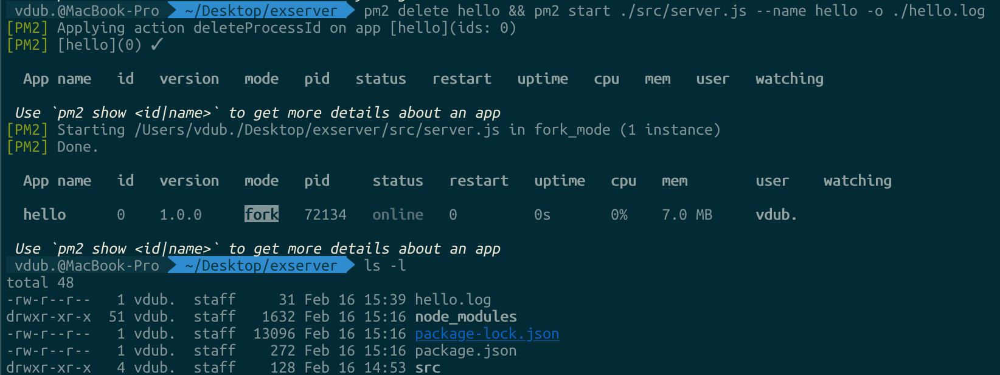 vdub.@MacBook-Pro ~/Desktop/exserver pm2 delete hello && pm2 start ./src/server.js --name hello -o ./hello.log
[PM2] Applying action deleteProcessId on app [hello](ids: 0)
[PM2] [hello](0) ✓
App name id version mode pid status restart uptime cpu mem user watching
Use `pm2 show <id|name>` to get more details about an app
[PM2] Starting /Users/vdub./Desktop/exserver/src/server.js in fork_mode (1 instance)
[PM2] Done.
App name id version mode pid status restart uptime cpu mem user watching
hello 0 1.0.0 fork 72134 online 0 0s 0% 7.0 MB vdub.
Use `pm2 show <id|name>` to get more details about an app
vdub.@MacBook-Pro ~/Desktop/exserver ls -l
total 48
-rw-r--r-- 1 vdub. staff 31 Feb 16 15:39 hello.log
drwxr-xr-x 51 vdub. staff 1632 Feb 16 15:16 node_modules
-rw-r--r-- 1 vdub. staff 13096 Feb 16 15:16 package-lock.json
-rw-r--r-- 1 vdub. staff 272 Feb 16 15:16 package.json
drwxr-xr-x 4 vdub. staff 128 Feb 16 14:53 src